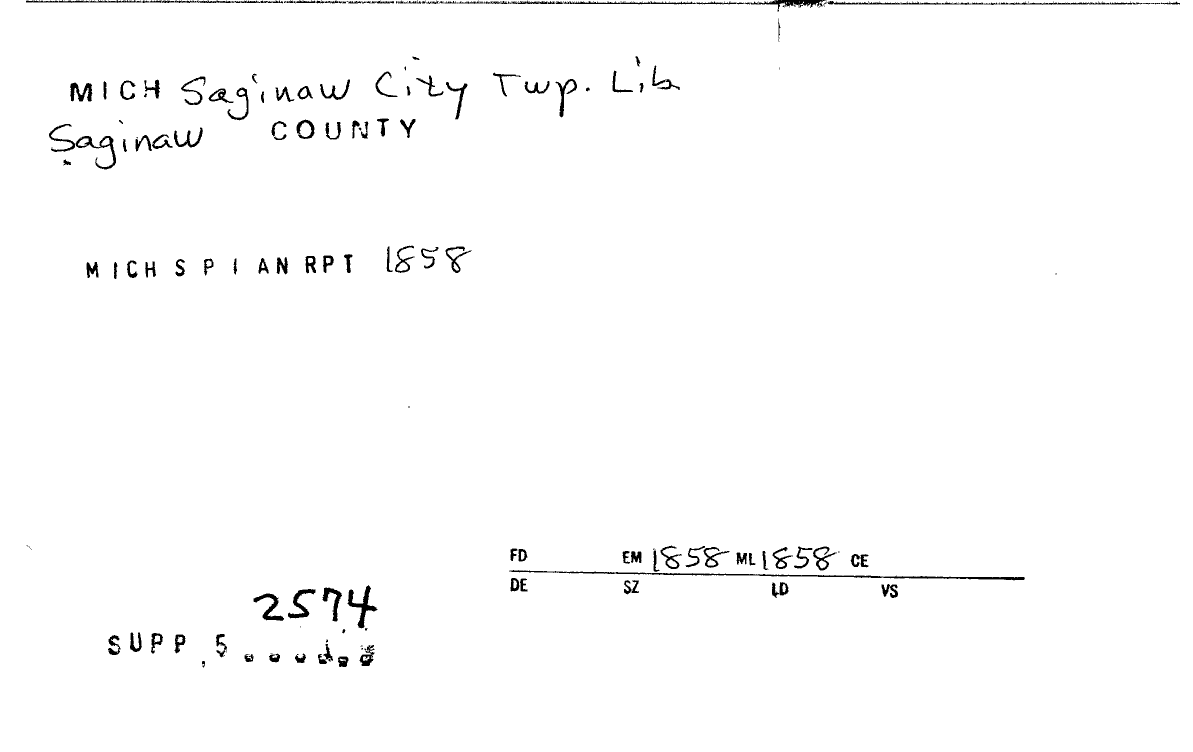 MICH Saginaw City Twp. Lib
Saginaw COUNTY
MICH S P I AN RPT 1858
FD EM 1858 ML 1858 CE
DE SZ LD VS
2574
SUPP, 5